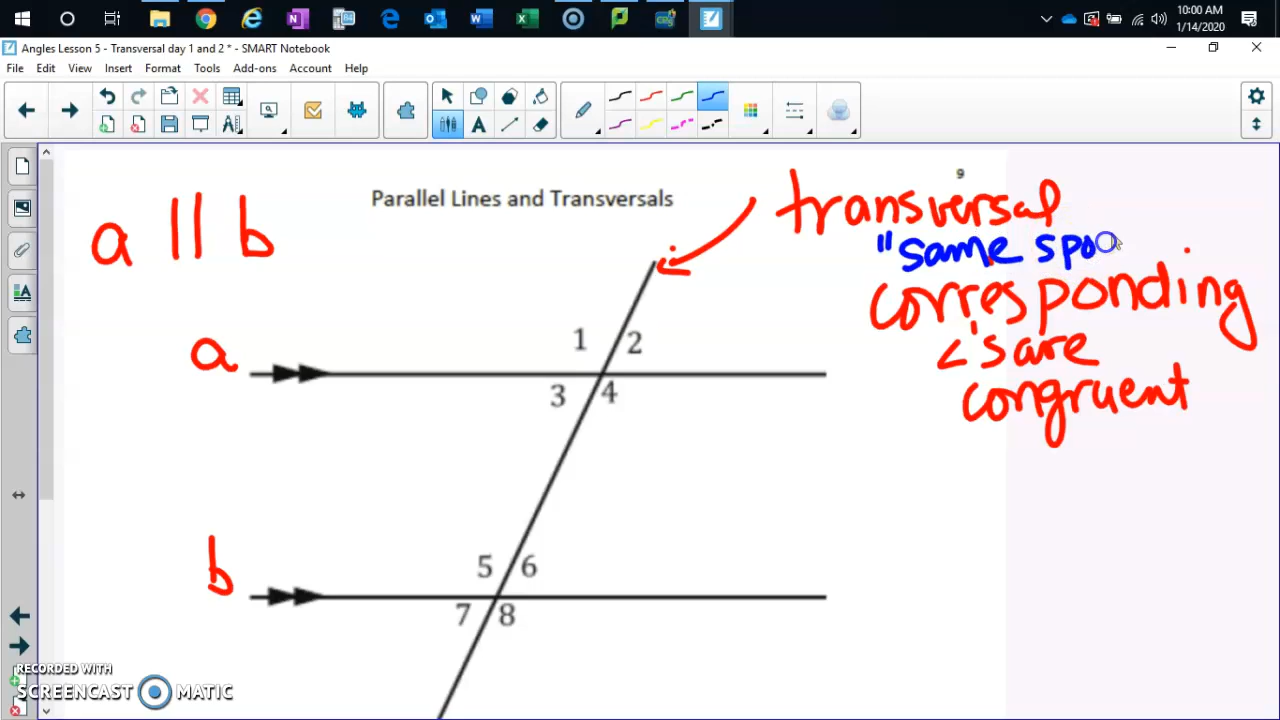 10:00 AM
1/14/2020
Angles Lesson 5 - Transversal day 1 and 2 * - SMART Notebook
File Edit View Insert Format Tools Add-ons Account Help
9
Parallel Lines and Transversals
a || b
transversal
"same spo
corresponding
<'s are
congruent
1 2
a
3 4
5 6
b
7 8
RECORDED WITH
SCREENCAST MATIC